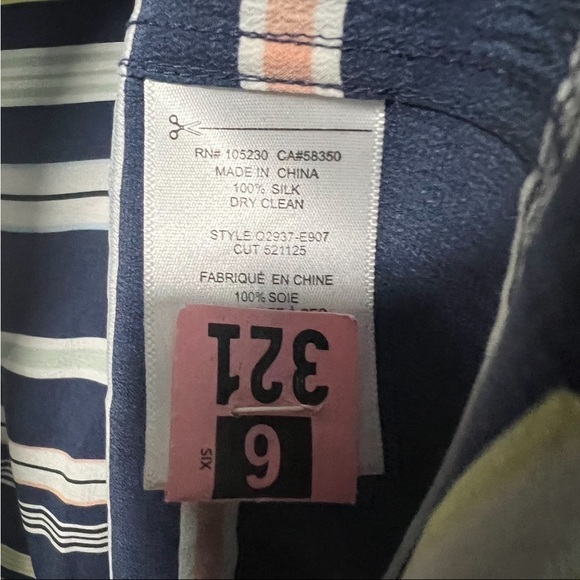 RN# 105230 CA#58350
MADE IN CHINA
100% SILK
DRY CLEAN
STYLE Q2937-E907
CUT 521125
FABRIQUÉ EN CHINE
100% SOIE
321
6
SIX